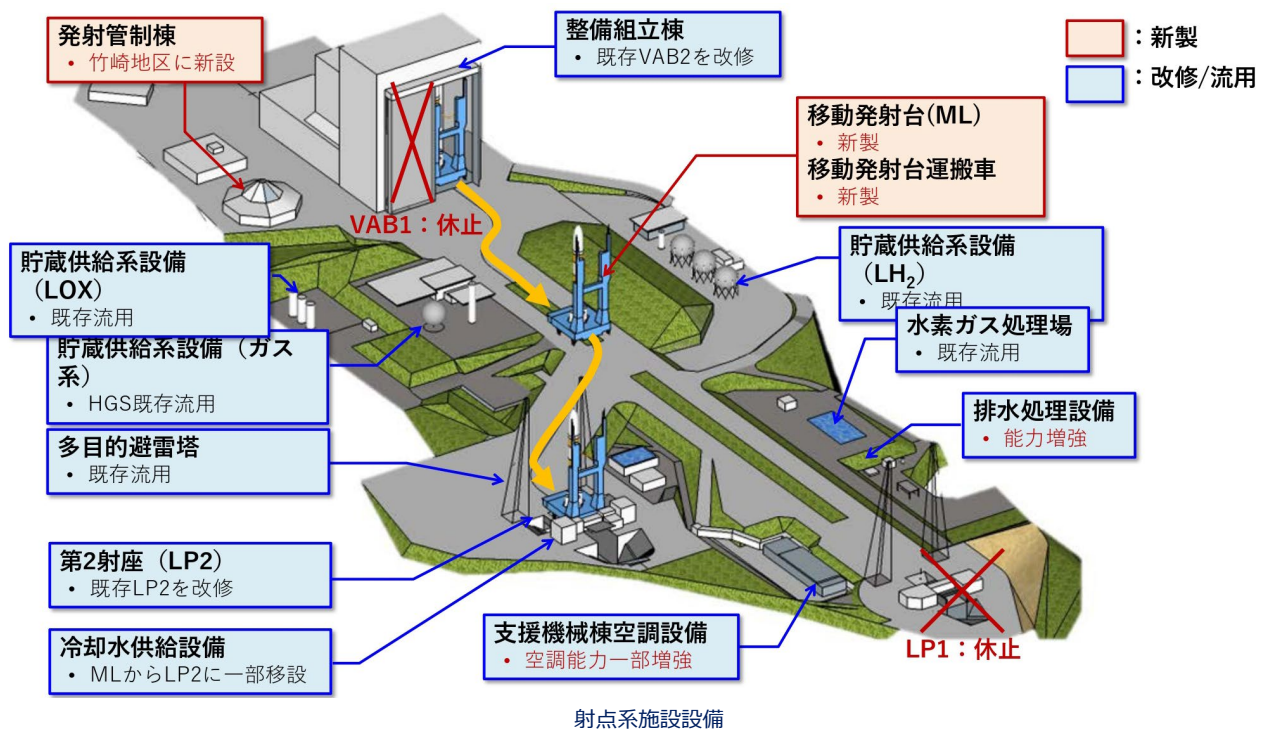 発射管制棟
• 竹崎地区に新設
整備組立棟
• 既存VAB2を改修
：新製
：改修/流用
移動発射台(ML)
• 新製
移動発射台運搬車
• 新製
VAB1：休止
貯蔵供給系設備
（LOX）
• 既存流用
貯蔵供給系設備
（LH₂）
• 既存流用
水素ガス処理場
• 既存流用
貯蔵供給系設備（ガス
系）
• HGS既存流用
排水処理設備
• 能力増強
多目的避雷塔
• 既存流用
第2射座（LP2）
• 既存LP2を改修
冷却水供給設備
• MLからLP2に一部移設
支援機械棟空調設備
• 空調能力一部増強
LP1：休止
射点系施設設備